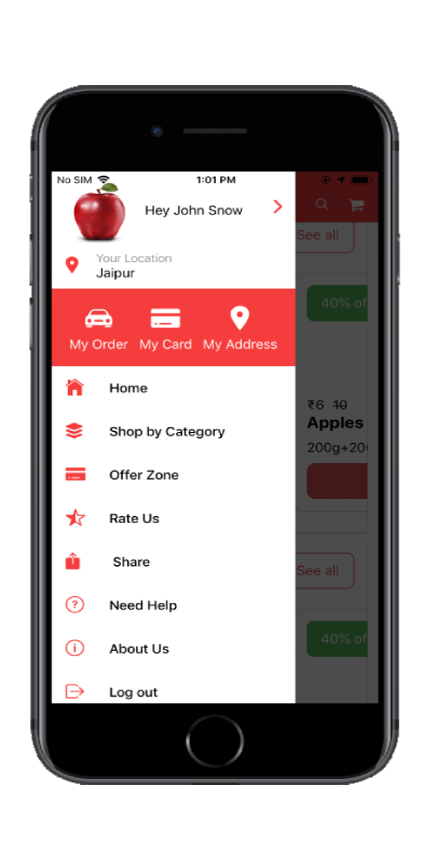 No SIM 1:01 PM
Hey John Snow
Your Location
Jaipur
My Order My Card My Address
Home
Shop by Category
Offer Zone
Rate Us
Share
Need Help
About Us
Log out
See all
40% of
₹6 10
Apples
200g+20
See all
40% of